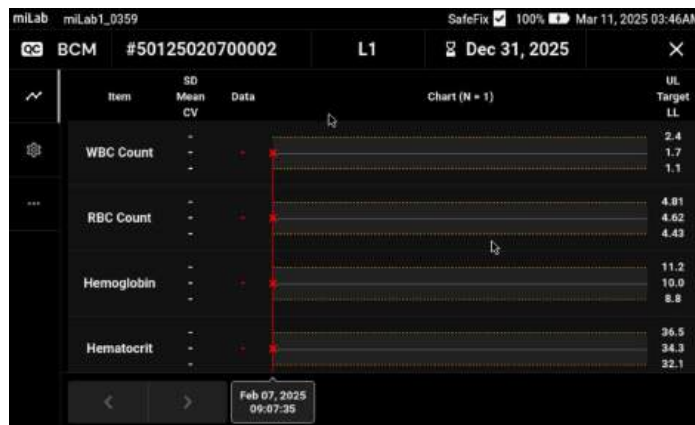 miLab miLab1_0359 SafeFix 100% Mar 11, 2025 03:46AM
QC BCM #50125020700002 L1 Dec 31, 2025
Item SD Mean CV Data Chart (N = 1) UL Target LL
WBC Count - - - - 2.4 1.7 1.1
RBC Count - - - - 4.81 4.62 4.43
Hemoglobin - - - - 11.2 10.0 8.8
Hematocrit - - - - 36.5 34.3 32.1
Feb 07, 2025
09:07:35